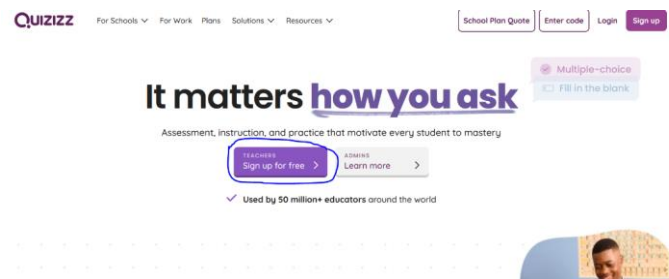 QUIZIZZ For Schools For Work Plans Solutions Resources School Plan Quote Enter code Login Sign up
Multiple-choice
Fill in the blank
It matters how you ask
Assessment, instruction, and practice that motivate every student to mastery
TEACHERS
Sign up for free
ADMINS
Learn more
Used by 50 million+ educators around the world